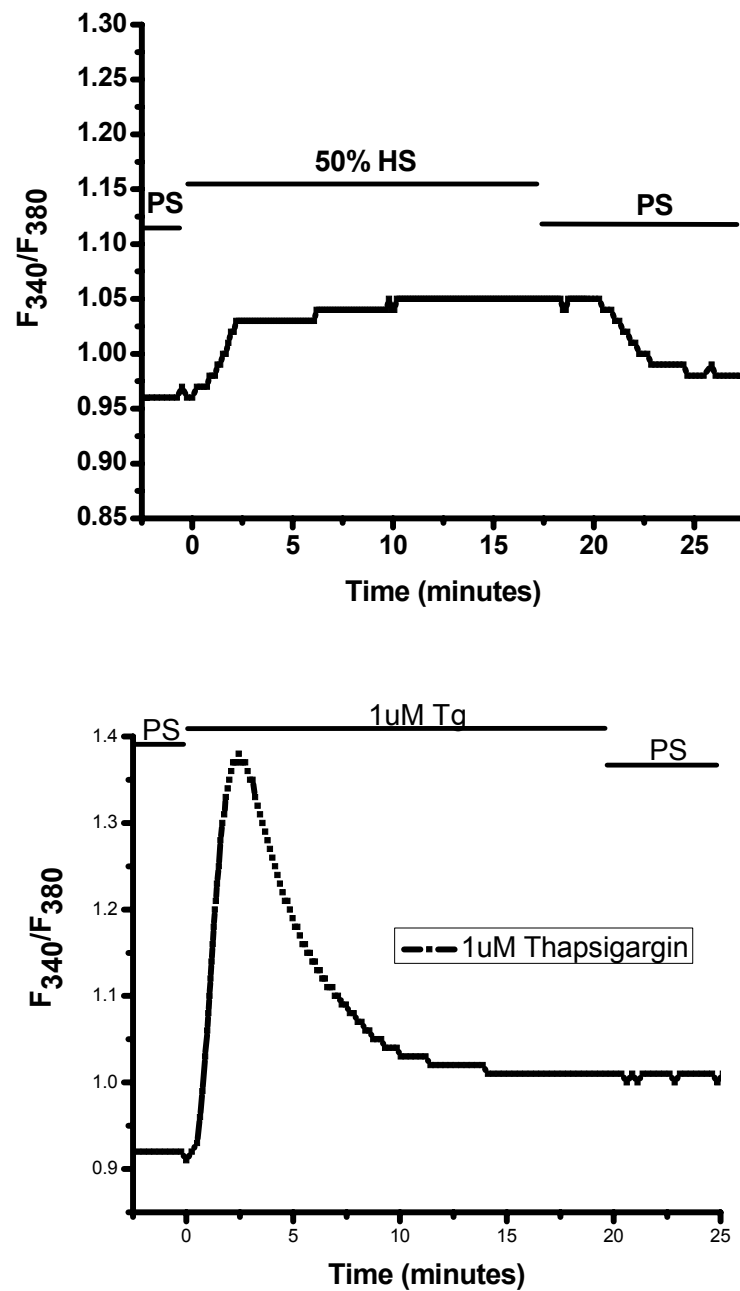 1.30
1.25
1.20
50% HS
1.15
PS
PS
1.10
F340/F380
1.05
1.00
0.95
0.90
0.85
0 5 10 15 20 25
Time (minutes)
1uM Tg
1.4
PS
PS
1.3
F340/F380
1.2
1uM Thapsigargin
1.1
1.0
0.9
0 5 10 15 20 25
Time (minutes)